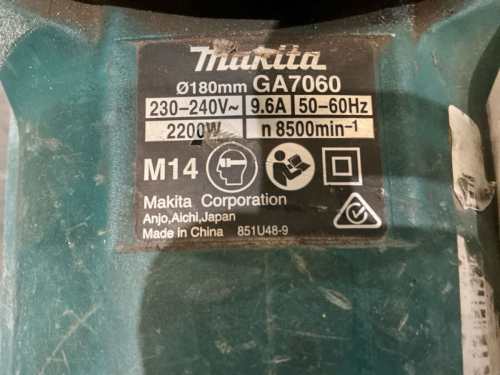 makita
Ø180mm GA7060
230-240V~ 9.6A 50-60Hz
2200W n 8500min-1
M14
Makita Corporation
Anjo,Aichi,Japan
Made in China 851U48-9